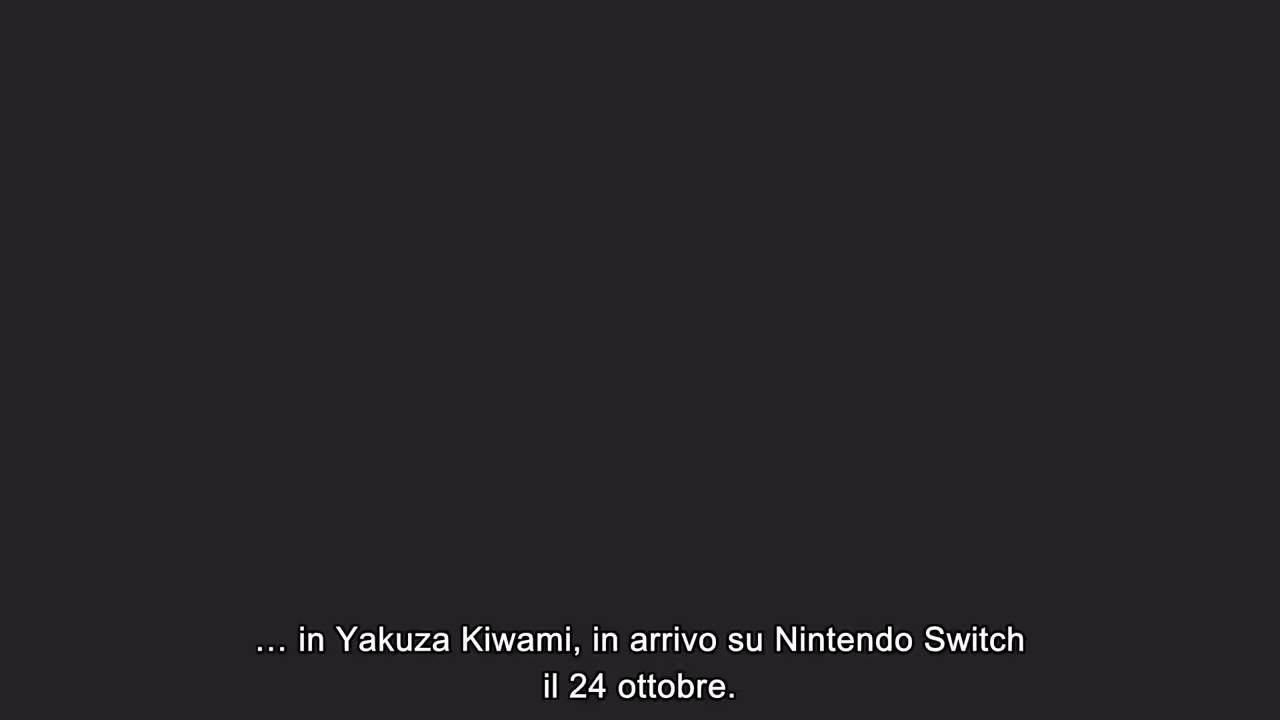 … in Yakuza Kiwami, in arrivo su Nintendo Switch
il 24 ottobre.